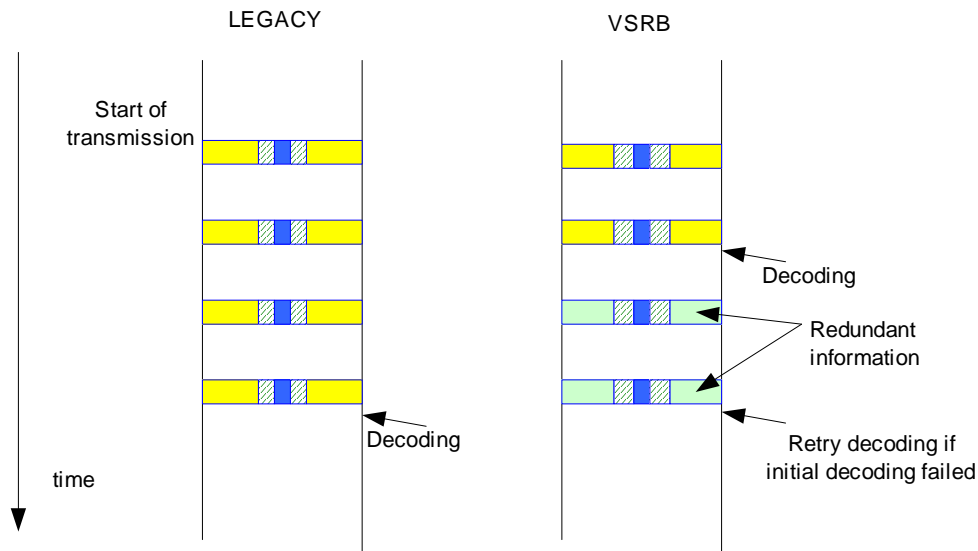 LEGACY
VSRB
Start of
transmission
Decoding
Redundant
information
Decoding
Retry decoding if
initial decoding failed
time